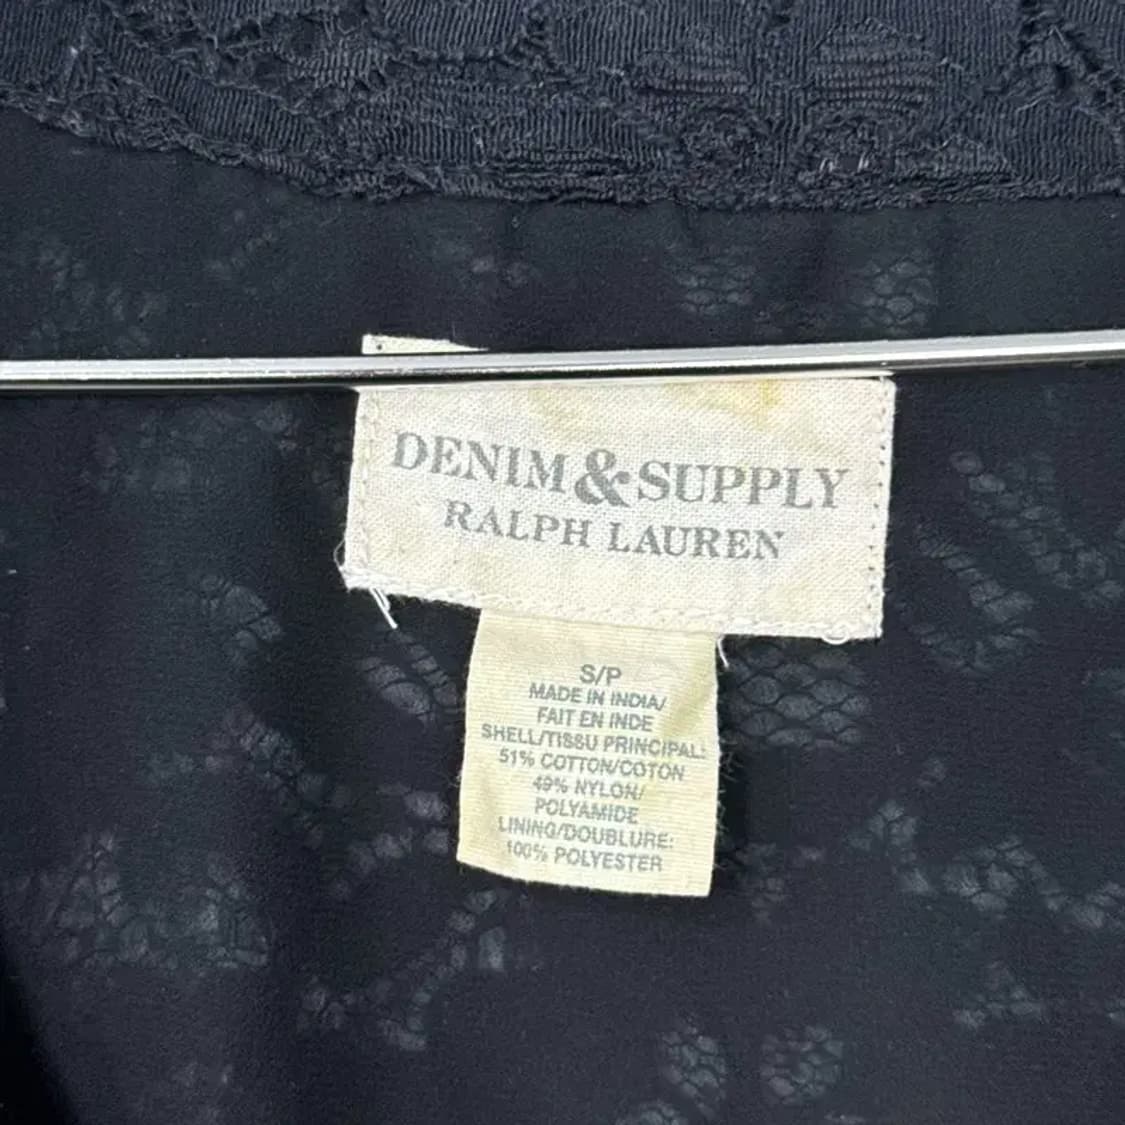 DENIM&SUPPLY
RALPH LAUREN
S/P
MADE IN INDIA/
FAIT EN INDE
SHELL/TISSU PRINCIPAL:
51% COTTON/COTON
49% NYLON/
POLYAMIDE
LINING/DOUBLURE:
100% POLYESTER